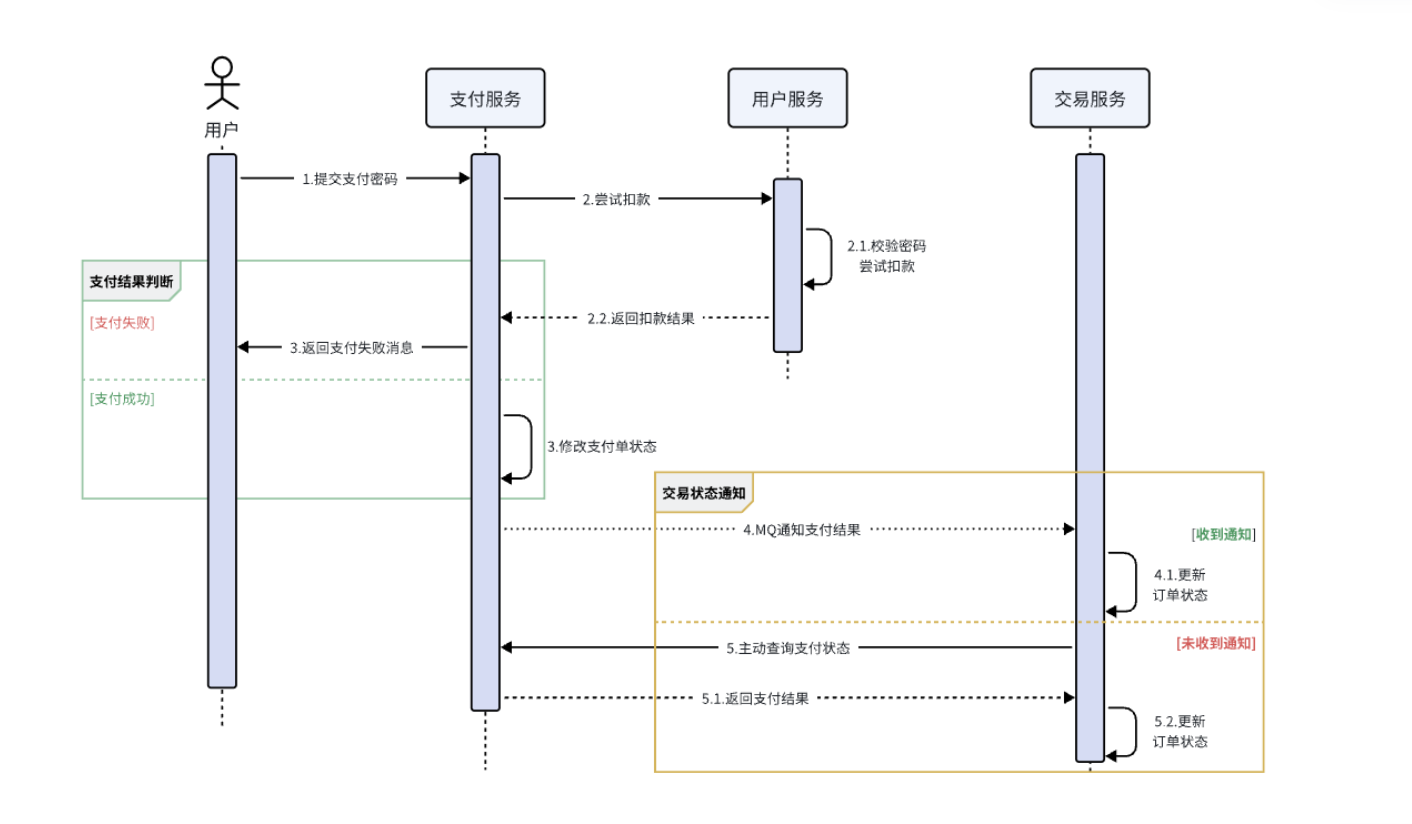 用户
支付服务
用户服务
交易服务
1.提交支付密码
2.尝试扣款
2.1.校验密码
尝试扣款
支付结果判断
[支付失败]
2.2.返回扣款结果
3.返回支付失败消息
[支付成功]
3.修改支付单状态
交易状态通知
4.MQ通知支付结果
[收到通知]
4.1.更新
订单状态
5.主动查询支付状态
[未收到通知]
5.1.返回支付结果
5.2.更新
订单状态